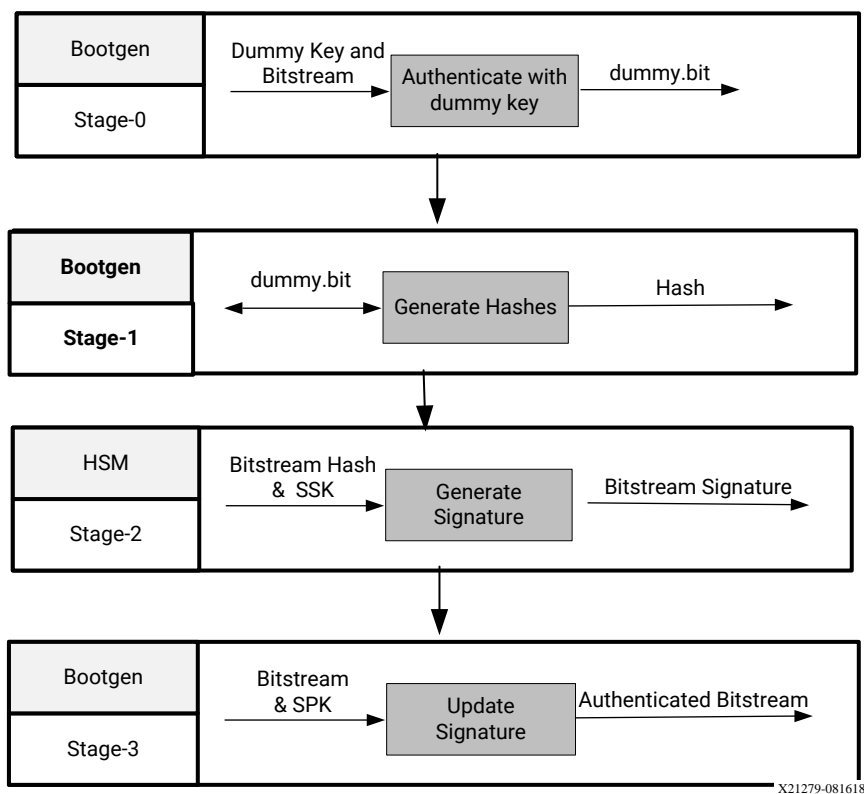 Bootgen
Stage-0
Dummy Key and
Bitstream
Authenticate with
dummy key
dummy.bit
Bootgen
Stage-1
dummy.bit
Generate Hashes
Hash
HSM
Stage-2
Bitstream Hash
& SSK
Generate
Signature
Bitstream Signature
Bootgen
Stage-3
Bitstream
& SPK
Update
Signature
Authenticated Bitstream
X21279-081618